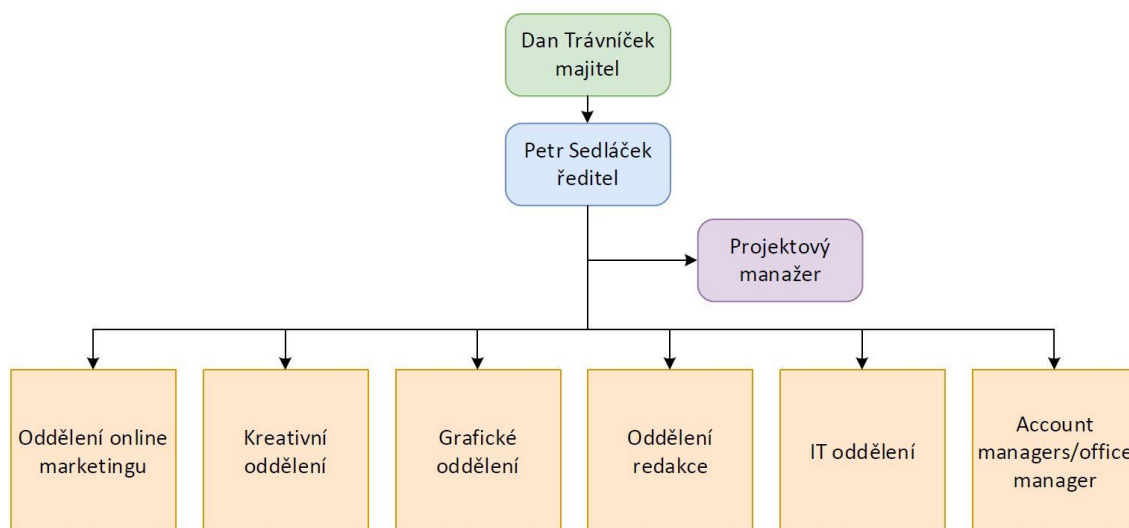 Dan Trávníček
majitel
Petr Sedláček
ředitel
Projektový
manažer
Oddělení online
marketingu
Kreativní
oddělení
Grafické
oddělení
Oddělení
redakce
IT oddělení
Account
managers/office
manager